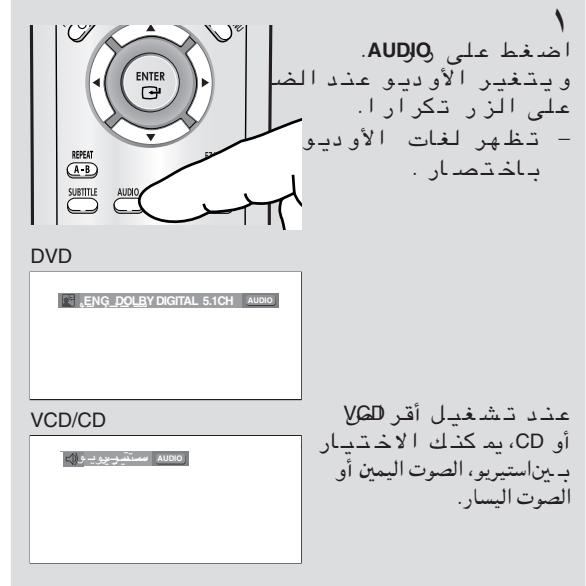 ١
اضغط على زر AUDIO.
ويتغير الأوديو عند الضـ
على الزر تكرارا.
– تظهر لغات الأوديو
باختصار.
ENTER
REPEAT
A-B
SUBTITLE AUDIO
DVD
ENG DOLBY DIGITAL 5.1CH AUDIO
VCD/CD
AUDIO
عند تشغيل أقراص VCD
أو CD، يمكنك الاختيار
بين استيريو، الصوت اليمين أو
الصوت اليسار.